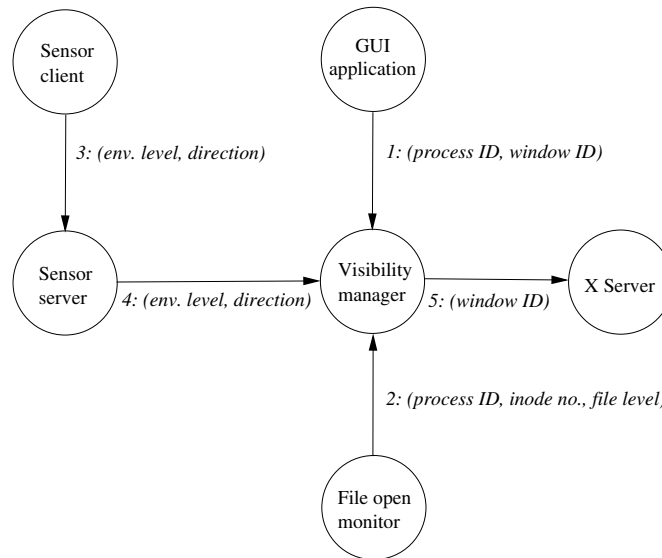 Sensor
client
GUI
application
3: (env. level, direction)
1: (process ID, window ID)
Sensor
server
Visibility
manager
X Server
4: (env. level, direction)
5: (window ID)
2: (process ID, inode no., file level)
File open
monitor